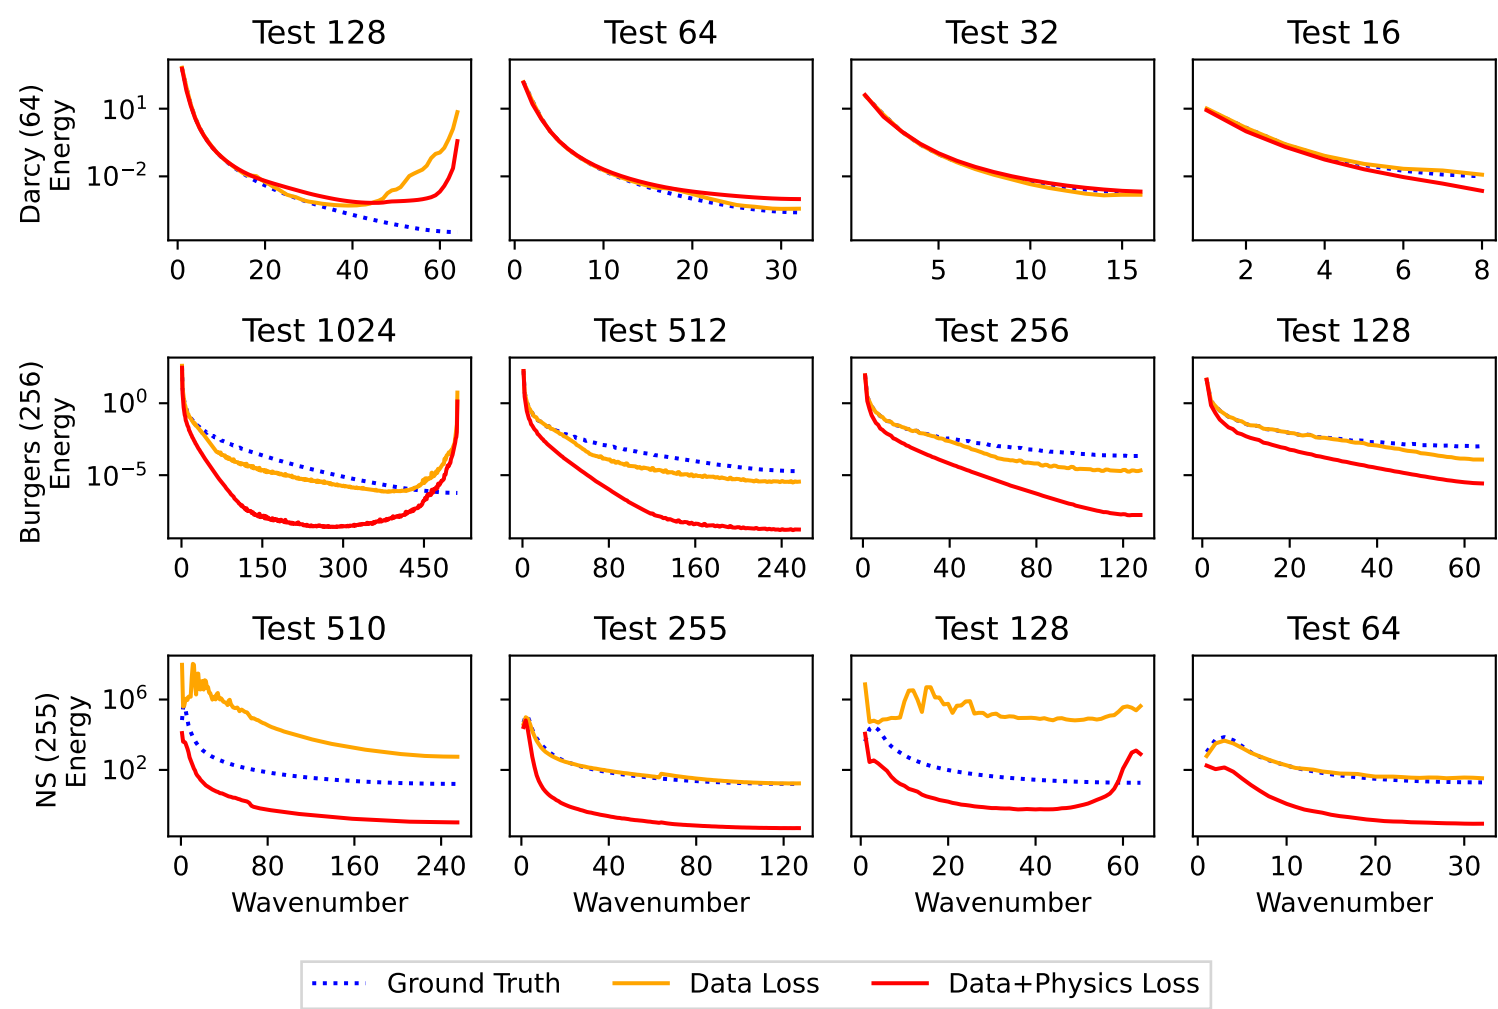 Test 128 Test 64 Test 32 Test 16
Darcy (64)
Energy
10^1
10^-2
0 20 40 60 0 10 20 30 5 10 15 2 4 6 8
Test 1024 Test 512 Test 256 Test 128
Burgers (256)
Energy
10^0
10^-5
0 150 300 450 0 80 160 240 0 40 80 120 0 20 40 60
Test 510 Test 255 Test 128 Test 64
NS (255)
Energy
10^6
10^2
0 80 160 240 0 40 80 120 0 20 40 60 0 10 20 30
Wavenumber Wavenumber Wavenumber Wavenumber
Ground Truth Data Loss Data+Physics Loss